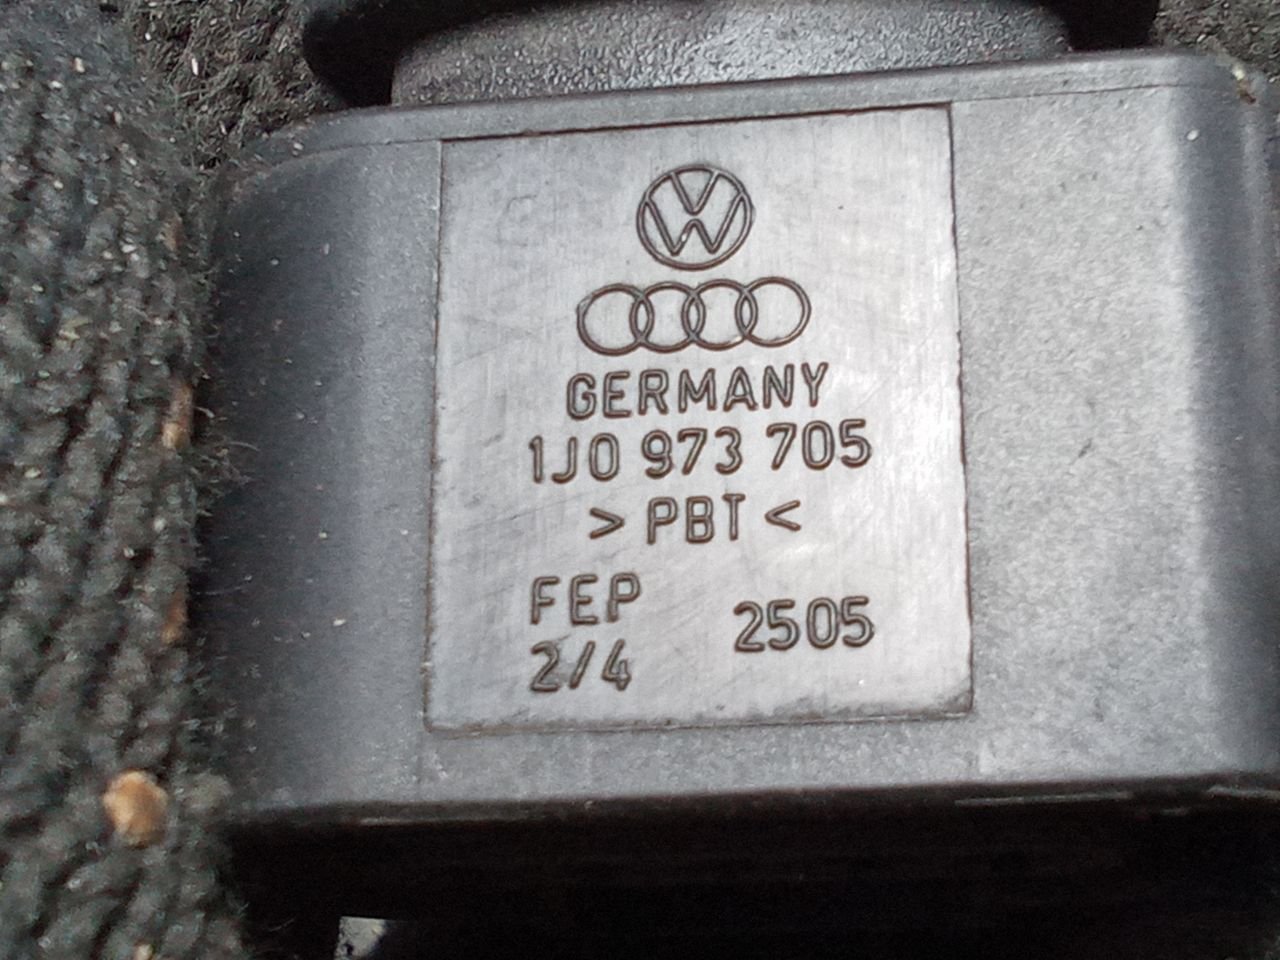 GERMANY
1J0 973 705
> PBT <
FEP 2505
2/4